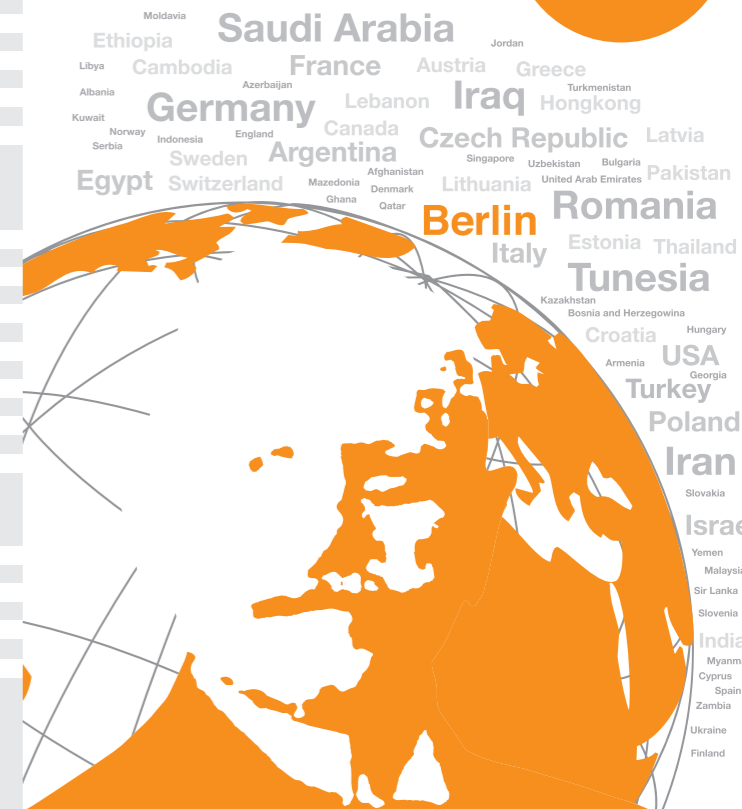 Moldavia
Saudi Arabia
Ethiopia
Jordan
Libya Cambodia France Austria Greece
Albania Azerbaijan Turkmenistan
Germany Lebanon Iraq Hongkong
Kuwait
Norway Indonesia England Canada Czech Republic Latvia
Serbia
Sweden Argentina Singapore Uzbekistan Bulgaria
Egypt Switzerland Afghanistan Lithuania United Arab Emirates Pakistan
Mazedonia Denmark
Ghana Qatar Berlin Romania
Italy Estonia Thailand
Tunesia
Kazakhstan
Bosnia and Herzegowina
Croatia Hungary
Armenia USA
Georgia
Turkey
Poland
Iran
Slovakia
Israe
Yemen
Malaysia
Sir Lanka
Slovenia
India
Myanm
Cyprus
Spain
Zambia
Ukraine
Finland